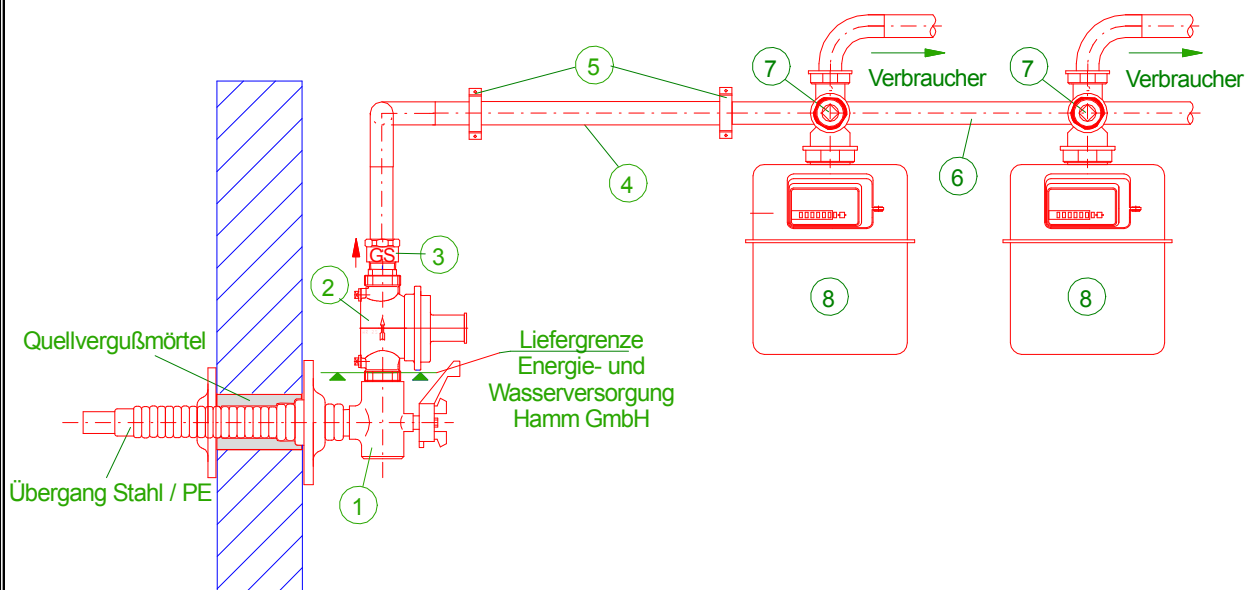 5
7
Verbraucher
7
Verbraucher
4
6
GS
3
2
8
8
Quellvergußmörtel
Liefergrenze
Energie- und
Wasserversorgung
Hamm GmbH
Übergang Stahl / PE
1